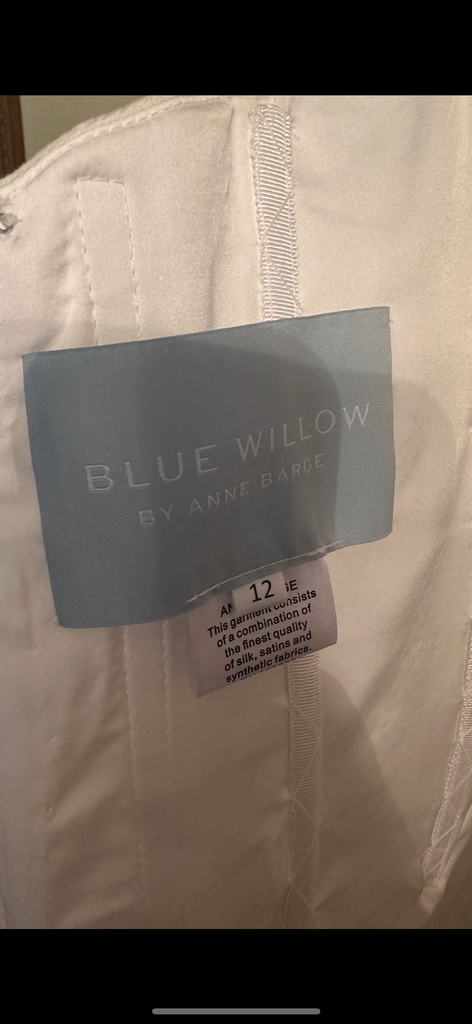 BLUE WILLOW
BY ANNE BARGE
12
This garment consists
of a combination of
the finest quality
of silk, satins and
synthetic fabrics.